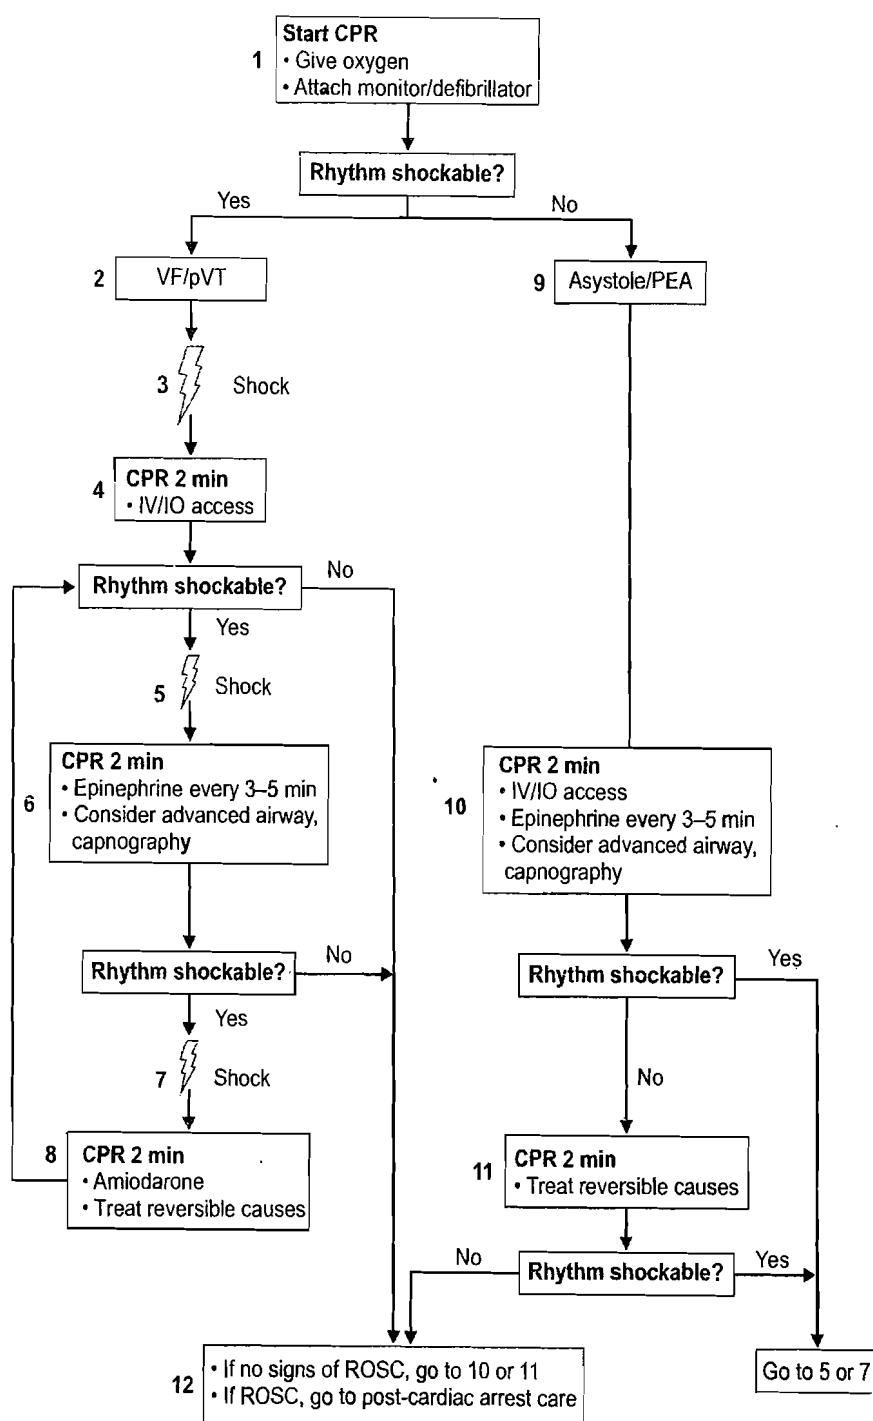 Start CPR
1
• Give oxygen
• Attach monitor/defibrillator
Rhythm shockable?
Yes
No
2
VF/pVT
9
Asystole/PEA
3
Shock
CPR 2 min
4
• IV/IO access
Rhythm shockable?
No
Yes
5
Shock
CPR 2 min
6
• Epinephrine every 3–5 min
• Consider advanced airway,
capnography
CPR 2 min
10
• IV/IO access
• Epinephrine every 3–5 min
• Consider advanced airway,
capnography
Rhythm shockable?
No
Yes
Rhythm shockable?
Yes
No
7
Shock
8
CPR 2 min
• Amiodarone
• Treat reversible causes
11
CPR 2 min
• Treat reversible causes
Rhythm shockable?
No
Yes
12
• If no signs of ROSC, go to 10 or 11
• If ROSC, go to post-cardiac arrest care
Go to 5 or 7